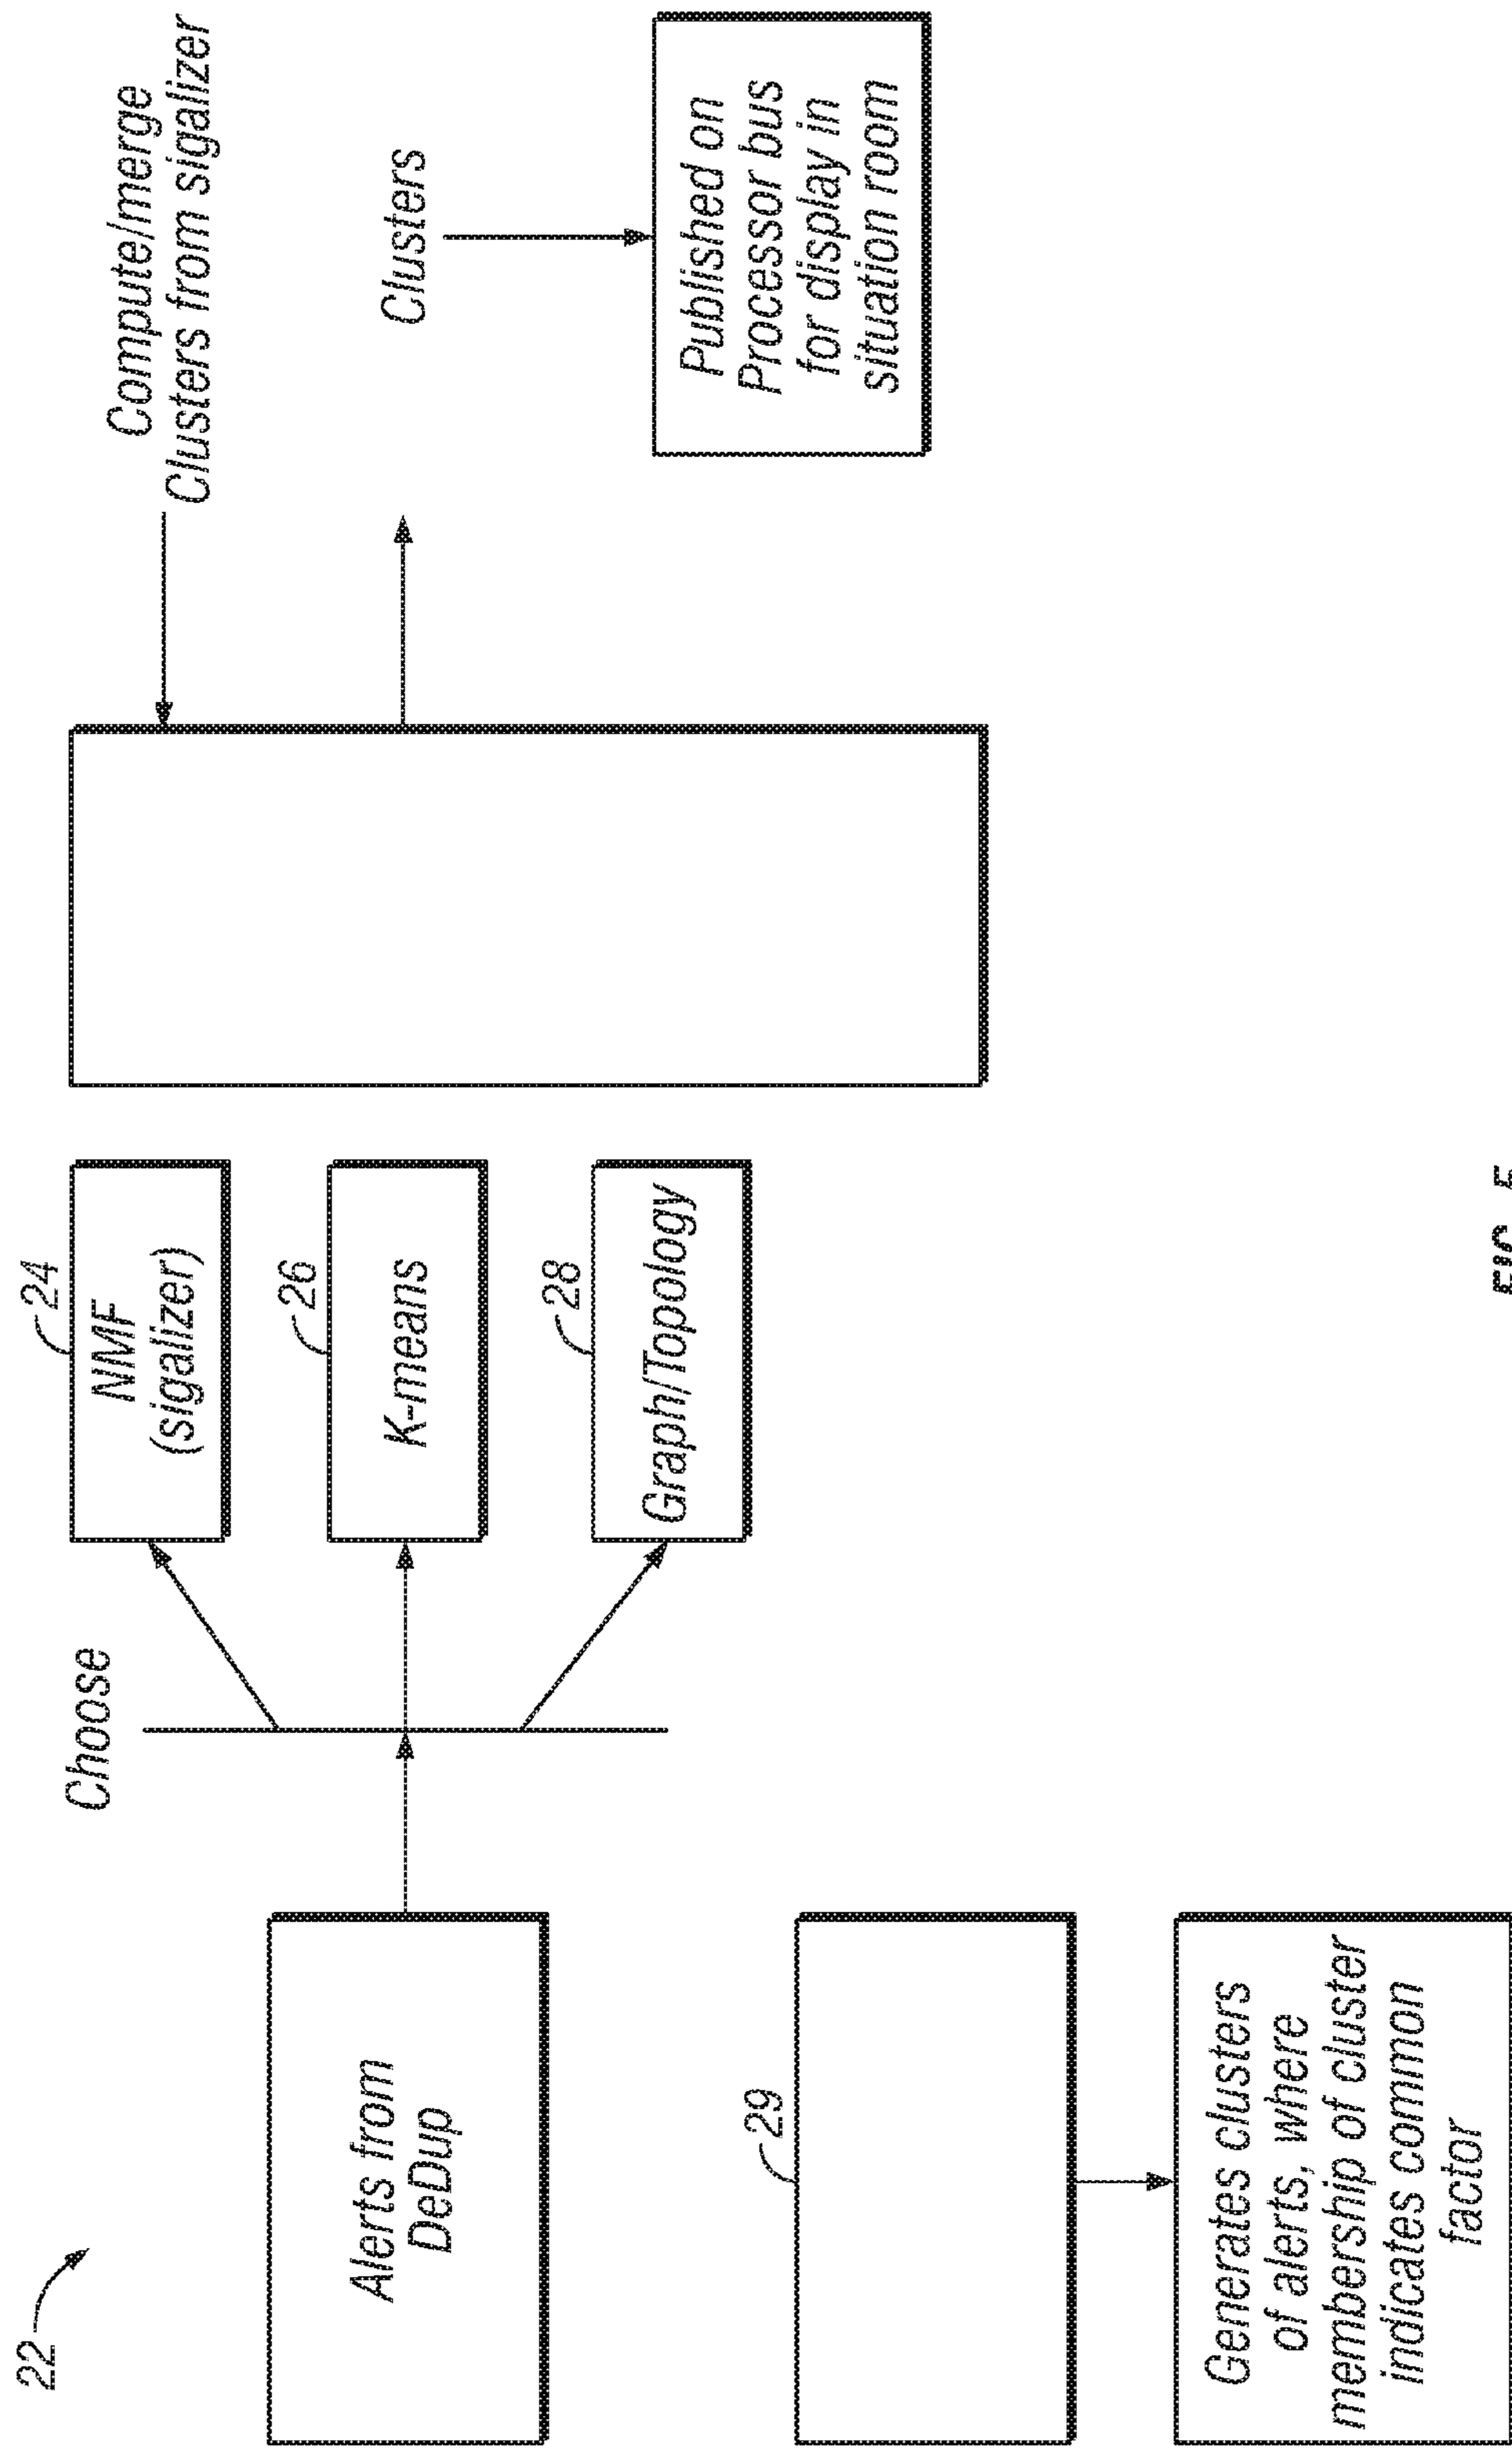 22
Alerts from
DeDup
Choose
24
NMF
(sigalizer)
26
K-means
28
Graph/Topology
Compute/merge
Clusters from sigalizer
Clusters
Published on
Processor bus
for display in
situation room
29
Generates clusters
of alerts, where
membership of cluster
indicates common
factor